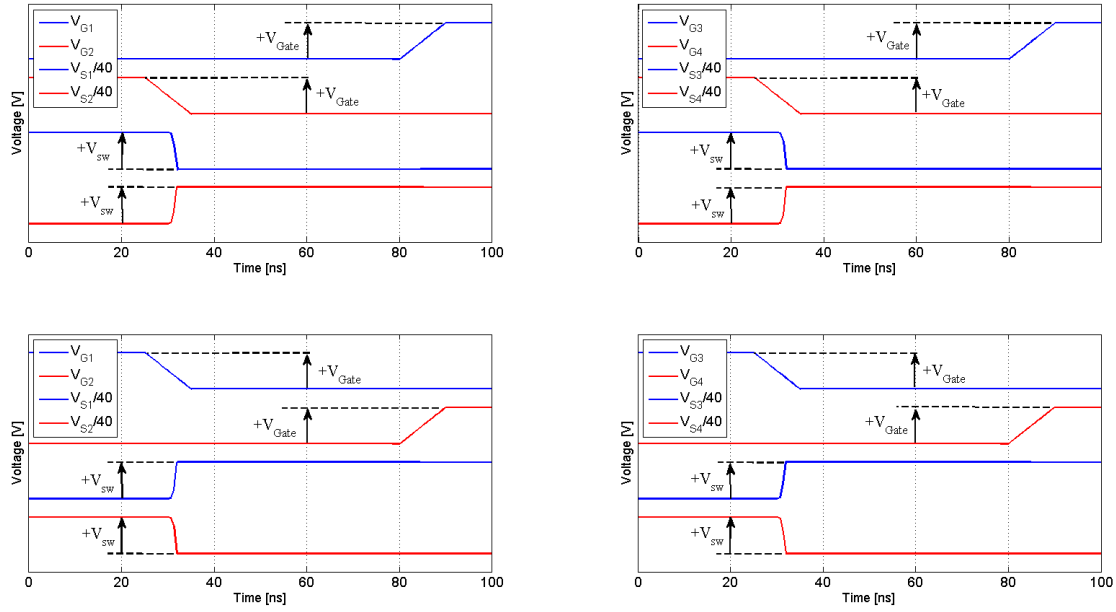 V_G1
V_G2
V_S1/40
V_S2/40
+V_Gate
+V_Gate
+V_sw
+V_sw
Voltage [V]
0 20 40 60 80 100
Time [ns]
V_G3
V_G4
V_S3/40
V_S4/40
+V_Gate
+V_Gate
+V_sw
+V_sw
Voltage [V]
0 20 40 60 80 100
Time [ns]
V_G1
V_G2
V_S1/40
V_S2/40
+V_Gate
+V_Gate
+V_sw
+V_sw
Voltage [V]
0 20 40 60 80 100
Time [ns]
V_G3
V_G4
V_S3/40
V_S4/40
+V_Gate
+V_Gate
+V_sw
+V_sw
Voltage [V]
0 20 40 60 80 100
Time [ns]